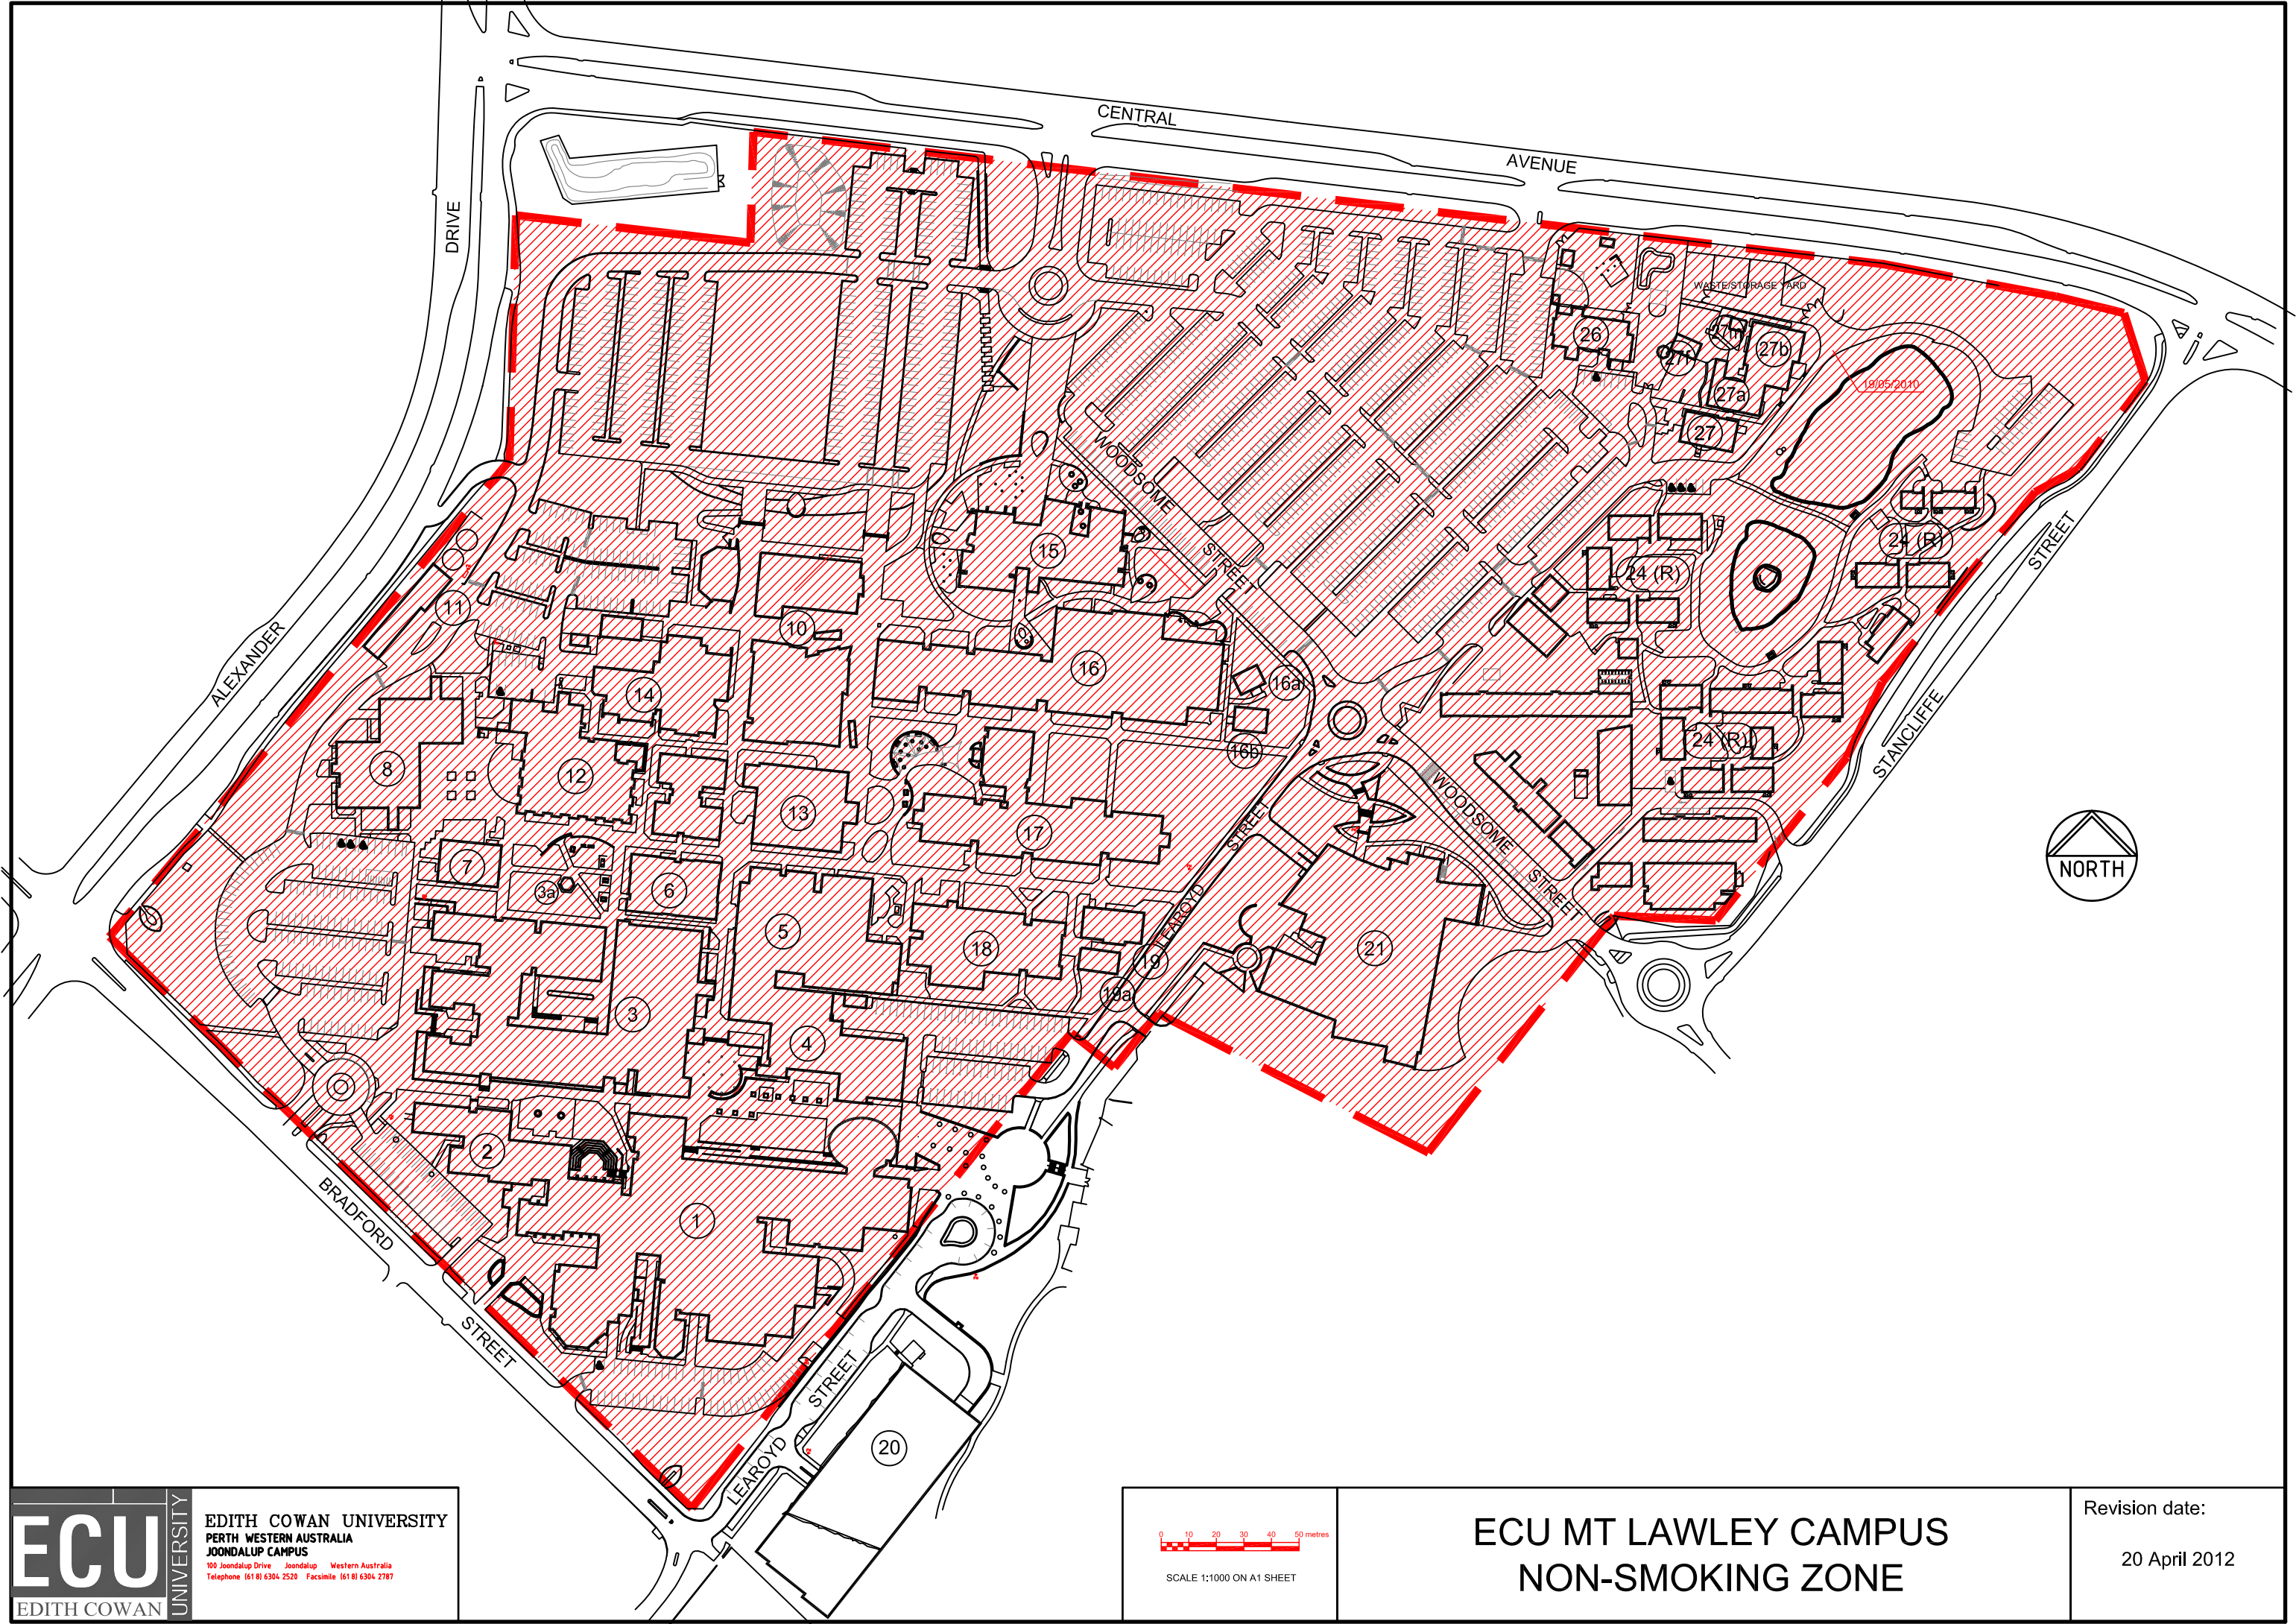 CENTRAL
AVENUE
DRIVE
WASTE/STORAGE YARD
26
27f
27b
27a
19/05/2010
27
WOODSOME
STREET
15
24 (R)
24 (R)
STREET
11
10
ALEXANDER
16
16a
14
STANCLIFFE
24 (R)
16b
8
12
13
17
WOODSOME
STREET
STREET
NORTH
7
3a
6
LEAROYD
5
18
19
21
19a
3
4
2
BRADFORD
1
STREET
STREET
LEAROYD
20
ECU
EDITH COWAN
UNIVERSITY
EDITH COWAN UNIVERSITY
PERTH WESTERN AUSTRALIA
JOONDALUP CAMPUS
100 Joondalup Drive Joondalup Western Australia
Telephone (61 8) 6304 2520 Facsimile (61 8) 6304 2787
0 10 20 30 40 50 metres
SCALE 1:1000 ON A1 SHEET
ECU MT LAWLEY CAMPUS
NON-SMOKING ZONE
Revision date:
20 April 2012